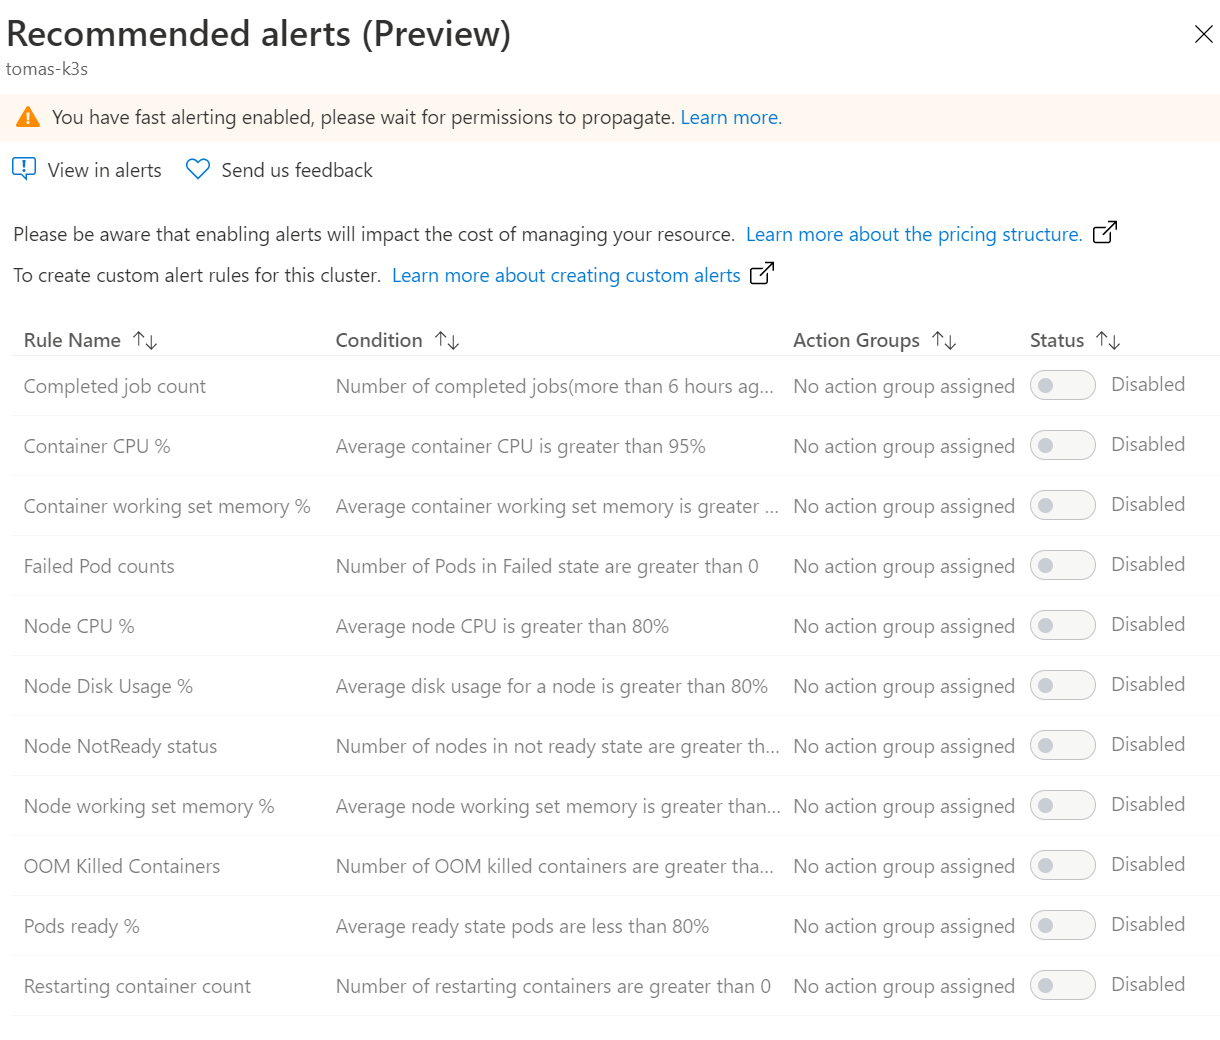 Recommended alerts (Preview)
tomas-k3s
You have fast alerting enabled, please wait for permissions to propagate. Learn more.
View in alerts Send us feedback
Please be aware that enabling alerts will impact the cost of managing your resource. Learn more about the pricing structure.
To create custom alert rules for this cluster. Learn more about creating custom alerts
Rule Name Condition Action Groups Status
Completed job count Number of completed jobs(more than 6 hours ag... No action group assigned Disabled
Container CPU % Average container CPU is greater than 95% No action group assigned Disabled
Container working set memory % Average container working set memory is greater ... No action group assigned Disabled
Failed Pod counts Number of Pods in Failed state are greater than 0 No action group assigned Disabled
Node CPU % Average node CPU is greater than 80% No action group assigned Disabled
Node Disk Usage % Average disk usage for a node is greater than 80% No action group assigned Disabled
Node NotReady status Number of nodes in not ready state are greater th... No action group assigned Disabled
Node working set memory % Average node working set memory is greater than... No action group assigned Disabled
OOM Killed Containers Number of OOM killed containers are greater tha... No action group assigned Disabled
Pods ready % Average ready state pods are less than 80% No action group assigned Disabled
Restarting container count Number of restarting containers are greater than 0 No action group assigned Disabled